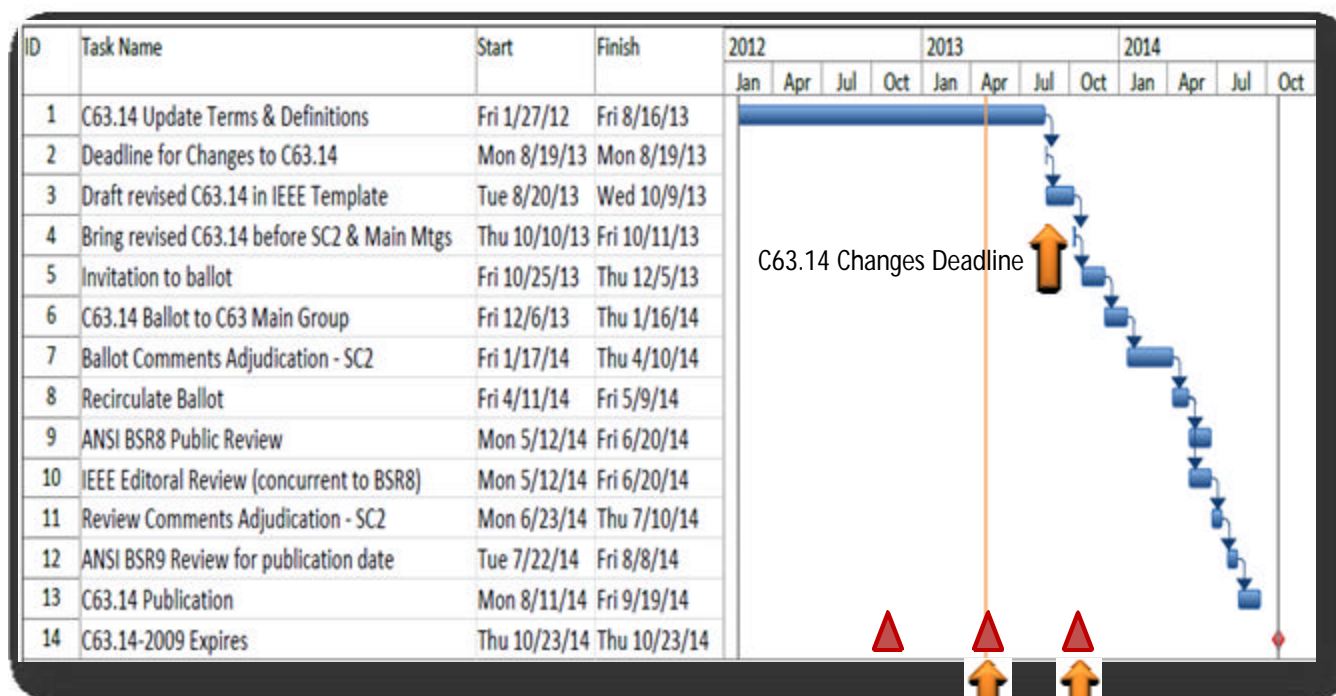 ID Task Name Start Finish 2012 2013 2014
Jan Apr Jul Oct Jan Apr Jul Oct Jan Apr Jul Oct
1 C63.14 Update Terms & Definitions Fri 1/27/12 Fri 8/16/13
2 Deadline for Changes to C63.14 Mon 8/19/13 Mon 8/19/13
3 Draft revised C63.14 in IEEE Template Tue 8/20/13 Wed 10/9/13
4 Bring revised C63.14 before SC2 & Main Mtgs Thu 10/10/13 Fri 10/11/13
C63.14 Changes Deadline
5 Invitation to ballot Fri 10/25/13 Thu 12/5/13
6 C63.14 Ballot to C63 Main Group Fri 12/6/13 Thu 1/16/14
7 Ballot Comments Adjudication - SC2 Fri 1/17/14 Thu 4/10/14
8 Recirculate Ballot Fri 4/11/14 Fri 5/9/14
9 ANSI BSR8 Public Review Mon 5/12/14 Fri 6/20/14
10 IEEE Editoral Review (concurrent to BSR8) Mon 5/12/14 Fri 6/20/14
11 Review Comments Adjudication - SC2 Mon 6/23/14 Thu 7/10/14
12 ANSI BSR9 Review for publication date Tue 7/22/14 Fri 8/8/14
13 C63.14 Publication Mon 8/11/14 Fri 9/19/14
14 C63.14-2009 Expires Thu 10/23/14 Thu 10/23/14